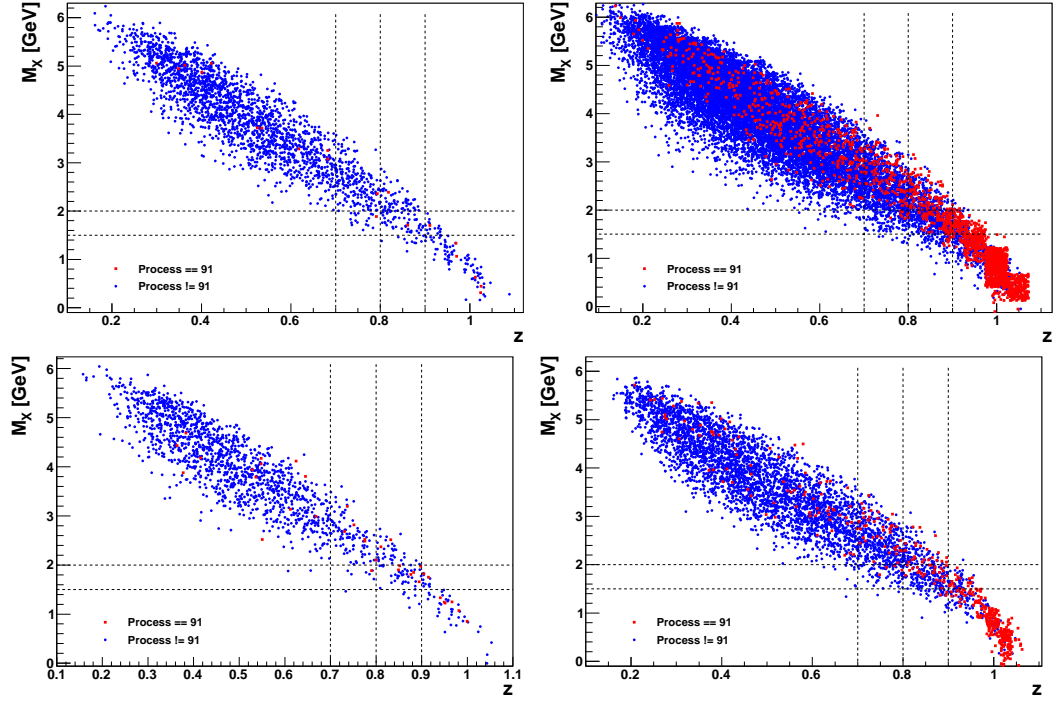 M_X [GeV]
6
5
4
3
2
1
0
Process == 91
Process != 91
0.2 0.4 0.6 0.8 1
z
M_X [GeV]
6
5
4
3
2
1
0
Process == 91
Process != 91
0.2 0.4 0.6 0.8 1
z
M_X [GeV]
6
5
4
3
2
1
0
Process == 91
Process != 91
0.1 0.2 0.3 0.4 0.5 0.6 0.7 0.8 0.9 1 1.1
z
M_X [GeV]
6
5
4
3
2
1
0
Process == 91
Process != 91
0.2 0.4 0.6 0.8 1
z